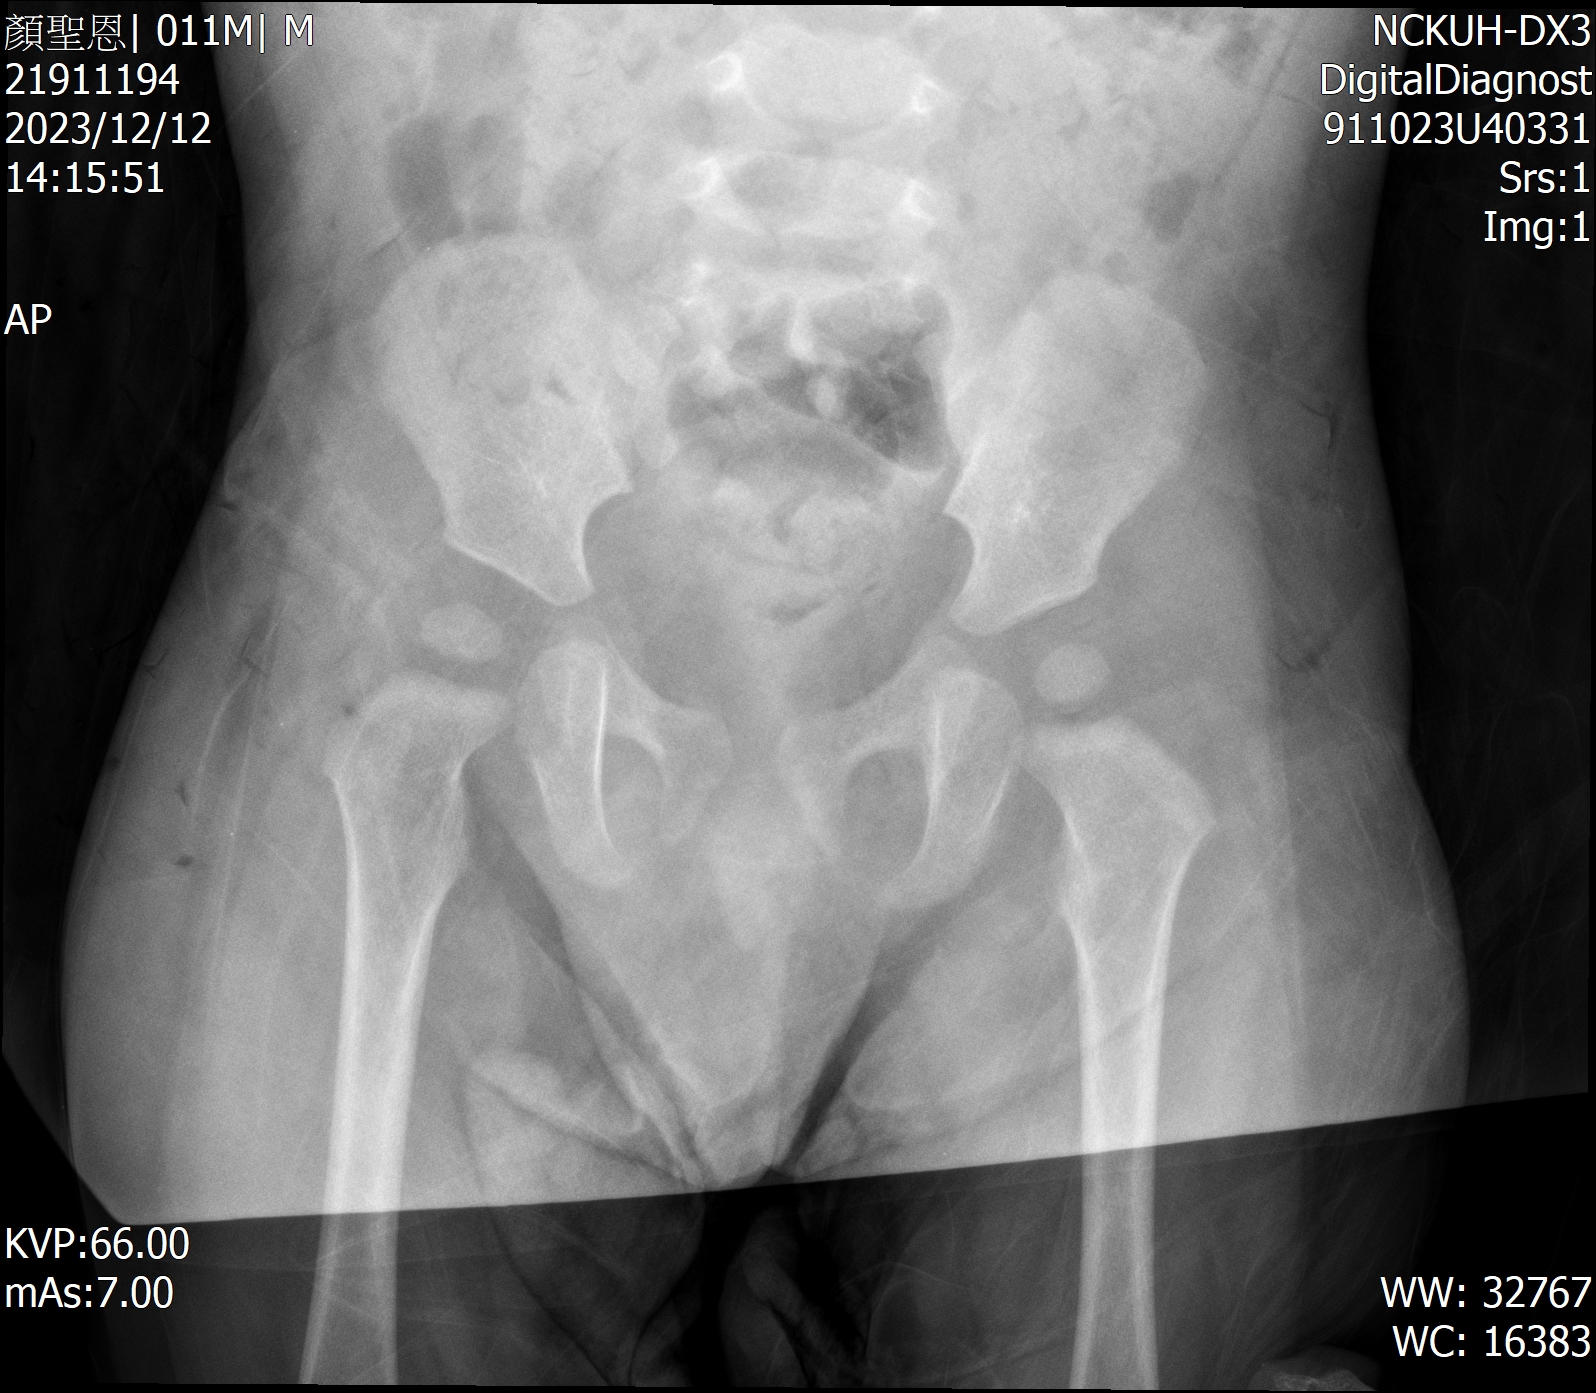 顏聖恩| 011M| M
21911194
2023/12/12
14:15:51
AP
NCKUH-DX3
DigitalDiagnost
911023U40331
Srs:1
Img:1
KVP:66.00
mAs:7.00
WW: 32767
WC: 16383